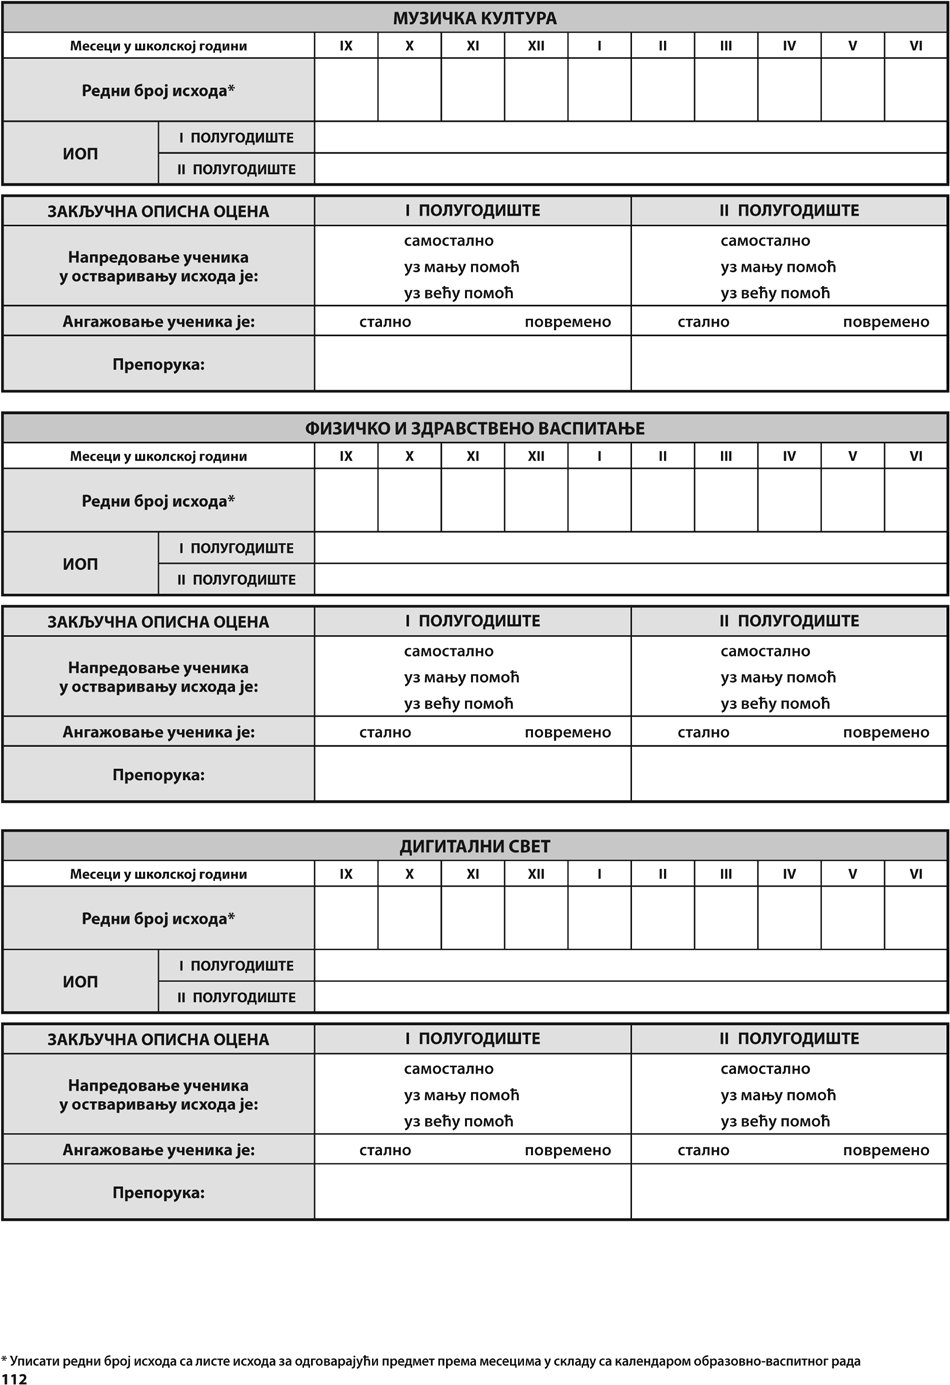 МУЗИЧКА КУЛТУРА
Месеци у школској години IX X XI XII I II III IV V VI
Редни број исхода*
ИОП
I ПОЛУГОДИШТЕ
II ПОЛУГОДИШТЕ
ЗАКЉУЧНА ОПИСНА ОЦЕНА I ПОЛУГОДИШТЕ II ПОЛУГОДИШТЕ
Напредовање ученика
у остваривању исхода је:
самостално самостално
уз мању помоћ уз мању помоћ
уз већу помоћ уз већу помоћ
Ангажовање ученика је: стално повремено стално повремено
Препорука:
ФИЗИЧКО И ЗДРАВСТВЕНО ВАСПИТАЊЕ
Месеци у школској години IX X XI XII I II III IV V VI
Редни број исхода*
ИОП
I ПОЛУГОДИШТЕ
II ПОЛУГОДИШТЕ
ЗАКЉУЧНА ОПИСНА ОЦЕНА I ПОЛУГОДИШТЕ II ПОЛУГОДИШТЕ
Напредовање ученика
у остваривању исхода је:
самостално самостално
уз мању помоћ уз мању помоћ
уз већу помоћ уз већу помоћ
Ангажовање ученика је: стално повремено стално повремено
Препорука:
ДИГИТАЛНИ СВЕТ
Месеци у школској години IX X XI XII I II III IV V VI
Редни број исхода*
ИОП
I ПОЛУГОДИШТЕ
II ПОЛУГОДИШТЕ
ЗАКЉУЧНА ОПИСНА ОЦЕНА I ПОЛУГОДИШТЕ II ПОЛУГОДИШТЕ
Напредовање ученика
у остваривању исхода је:
самостално самостално
уз мању помоћ уз мању помоћ
уз већу помоћ уз већу помоћ
Ангажовање ученика је: стално повремено стално повремено
Препорука:
* Уписати редни број исхода са листе исхода за одговарајући предмет према месецима у складу са календаром образовно-васпитног рада
112